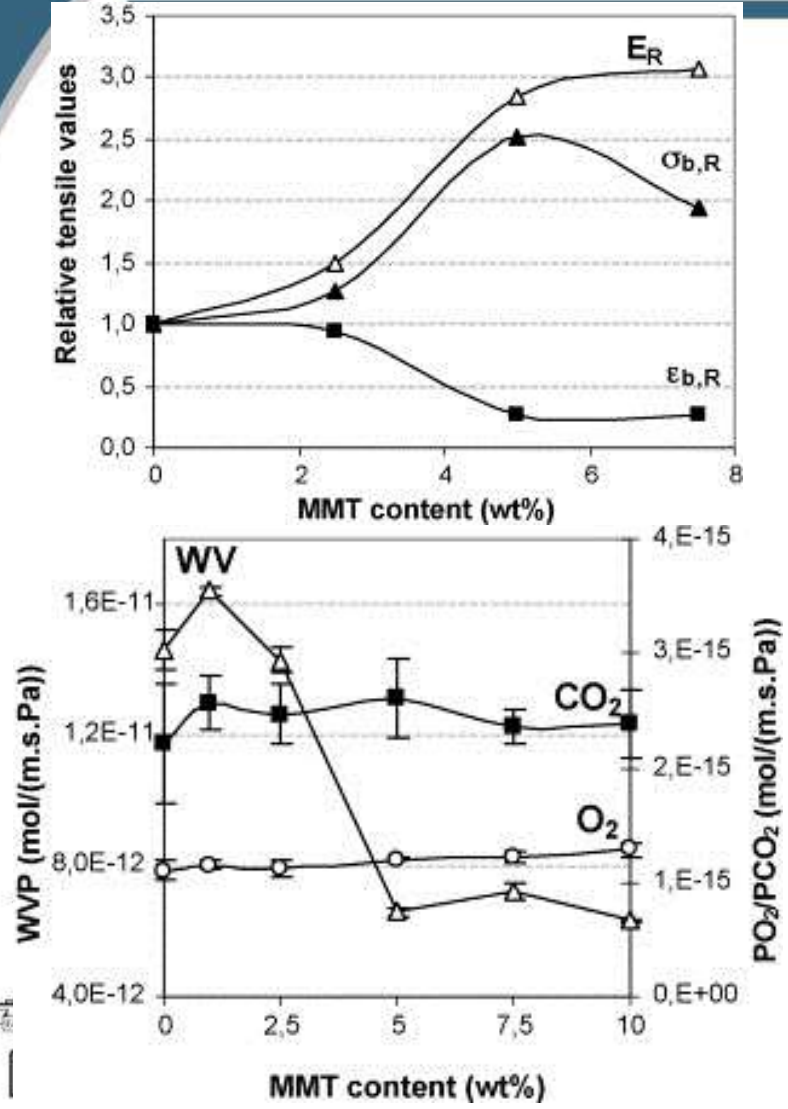 3,5
3,0
2,5
2,0
1,5
1,0
0,5
0,0
Relative tensile values
E_R
σ_b,R
ε_b,R
0 2 4 6 8
MMT content (wt%)
WV
CO₂
O₂
1,6E-11
1,2E-11
8,0E-12
4,0E-12
WVP (mol/(m.s.Pa))
4,E-15
3,E-15
2,E-15
1,E-15
0,E+00
PO₂/PCO₂ (mol/(m.s.Pa))
0 1 2,5 5 7,5 10
MMT content (wt%)